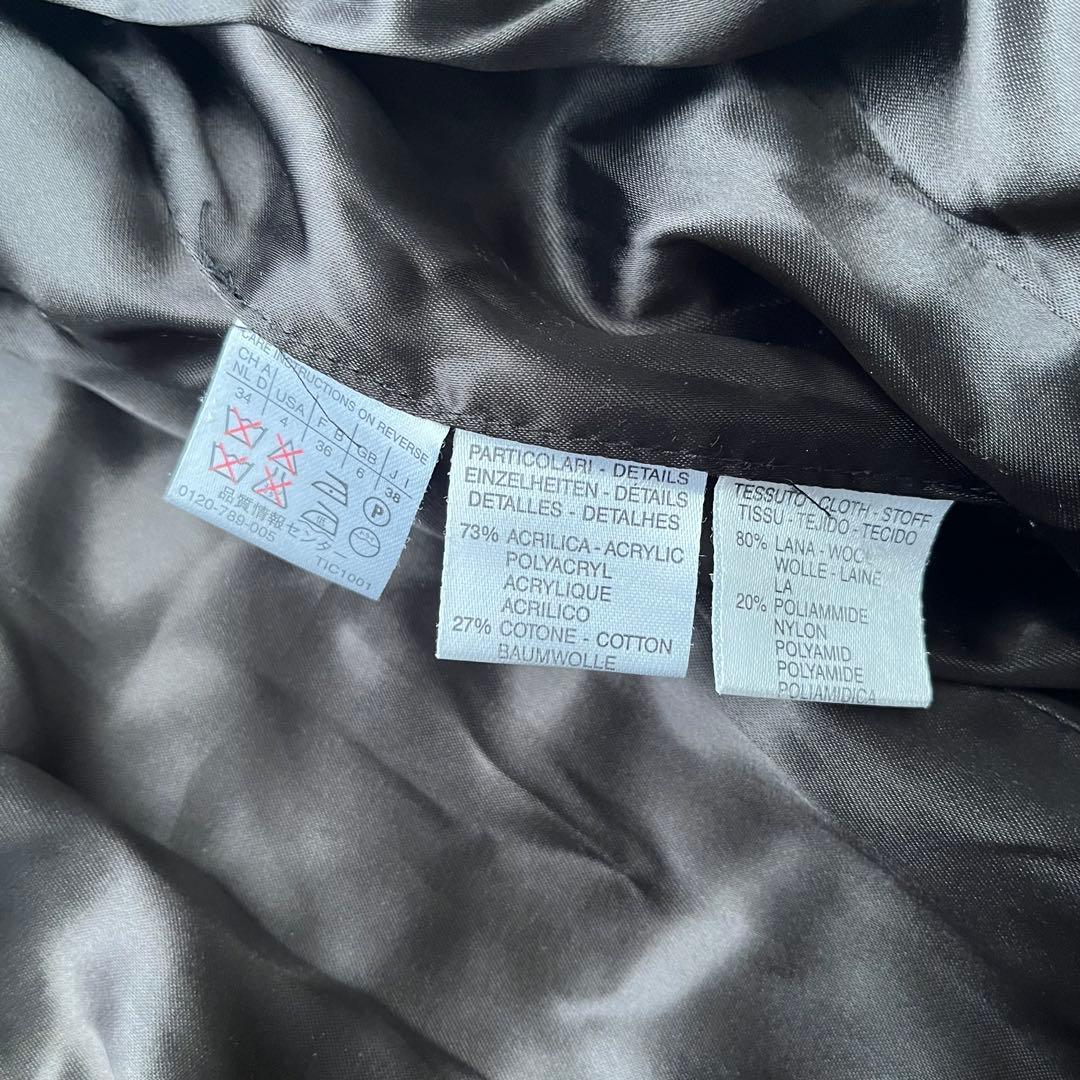 CARE INSTRUCTIONS ON REVERSE
CH A USA F B GB J I
NL D
34 4 36 6 38
P
品質情報センター
0120-789-005 TIC1001
PARTICOLARI - DETAILS
EINZELHEITEN - DÉTAILS
DETALLES - DETALHES
73% ACRILICA - ACRYLIC
POLYACRYL
ACRYLIQUE
ACRILICO
27% COTONE - COTTON
BAUMWOLLE
TESSUTO - CLOTH - STOFF
TISSU - TEJIDO - TECIDO
80% LANA - WOOL
WOLLE - LAINE
LA
20% POLIAMMIDE
NYLON
POLYAMID
POLYAMIDE
POLIAMIDICA